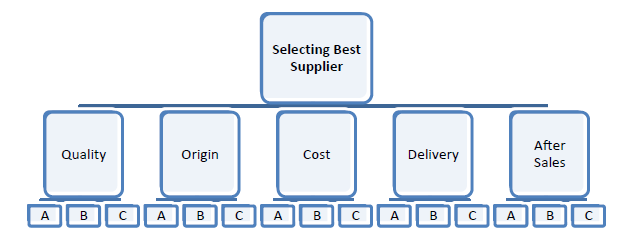 Selecting Best
Supplier
Quality
Origin
Cost
Delivery
After
Sales
A B C A B C A B C A B C A B C